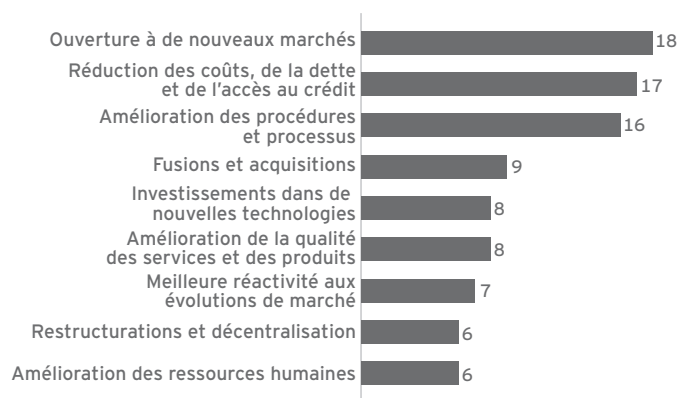 Ouverture à de nouveaux marchés 18
Réduction des coûts, de la dette
et de l'accès au crédit 17
Amélioration des procédures
et processus 16
Fusions et acquisitions 9
Investissements dans de
nouvelles technologies 8
Amélioration de la qualité
des services et des produits 8
Meilleure réactivité aux
évolutions de marché 7
Restructurations et décentralisation 6
Amélioration des ressources humaines 6